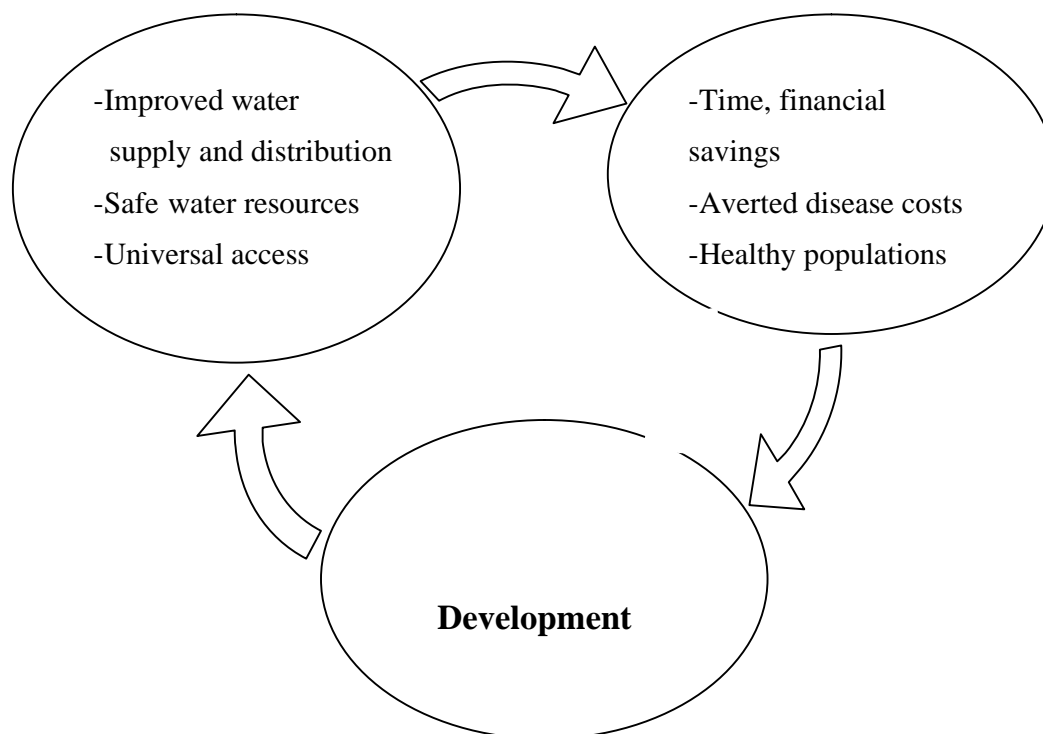 -Improved water
supply and distribution
-Safe water resources
-Universal access
-Time, financial
savings
-Averted disease costs
-Healthy populations
Development